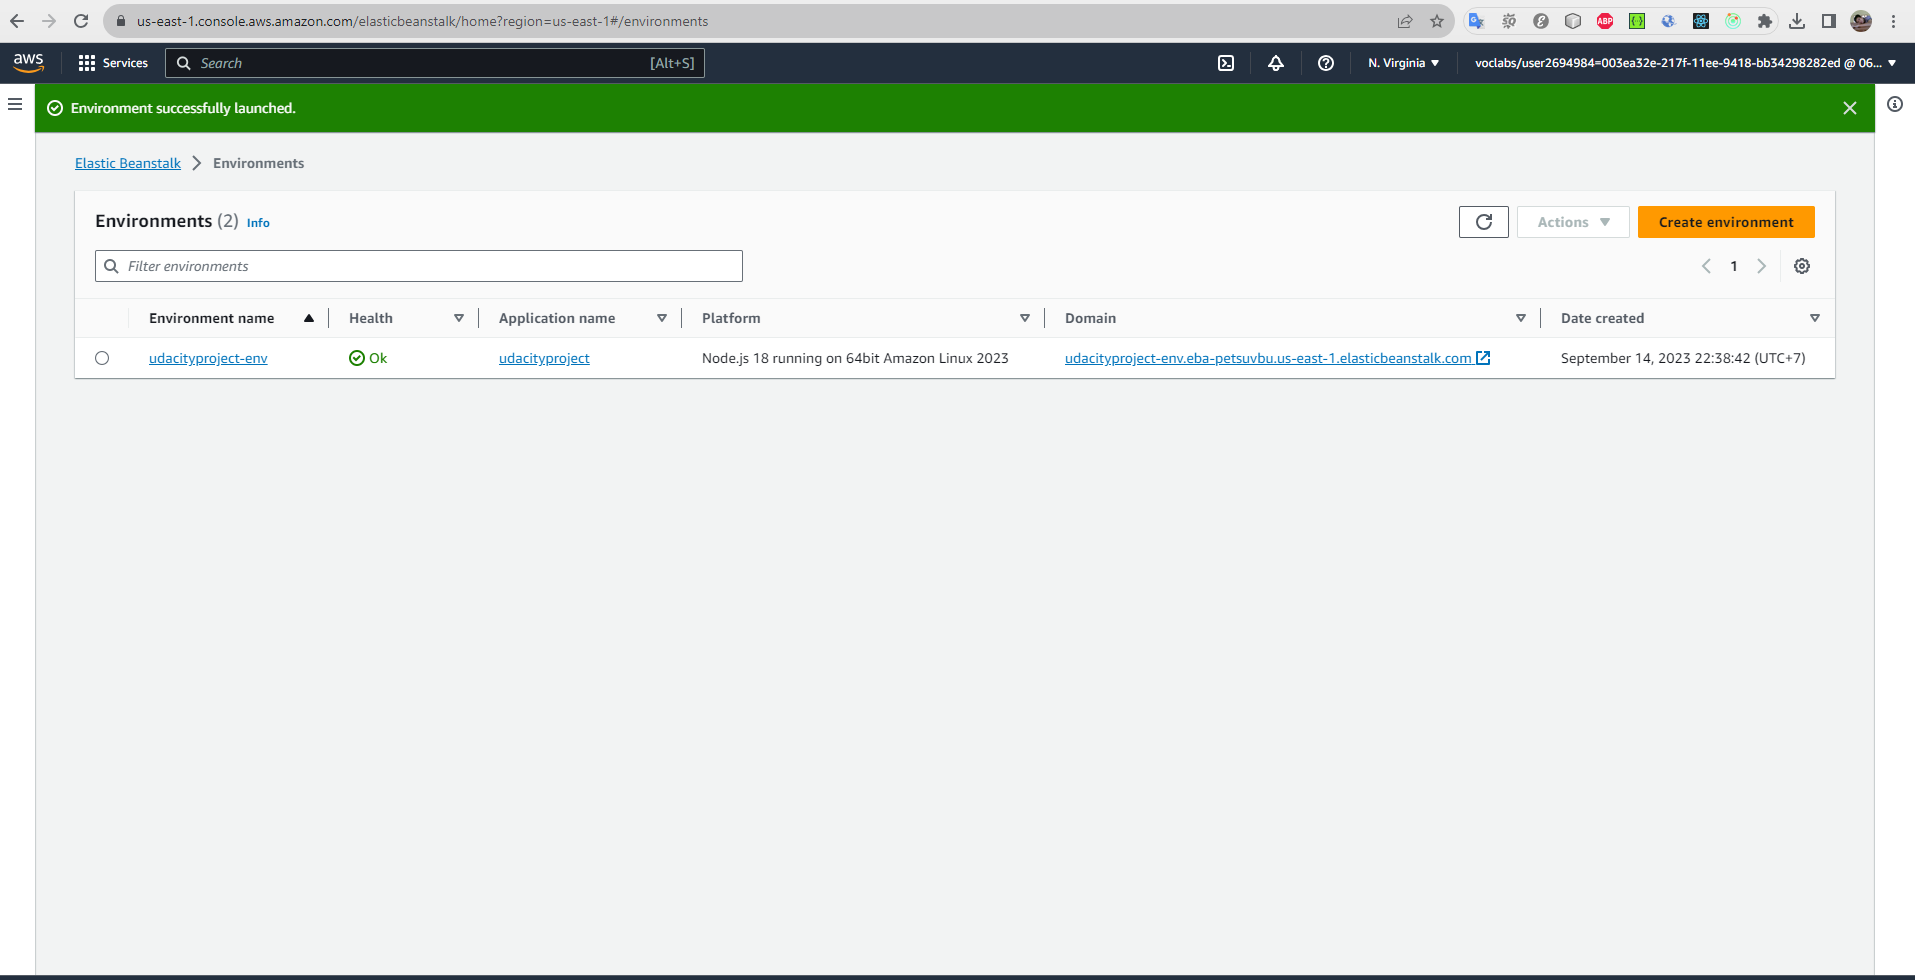 us-east-1.console.aws.amazon.com/elasticbeanstalk/home?region=us-east-1#/environments
ABP
aws
Services
Search
[Alt+S]
N. Virginia
voclabs/user2694984=003ea32e-217f-11ee-9418-bb34298282ed @ 06...
Environment successfully launched.
Elastic Beanstalk
Environments
Environments (2) Info
Actions
Create environment
Filter environments
1
Environment name
Health
Application name
Platform
Domain
Date created
udacityproject-env
Ok
udacityproject
Node.js 18 running on 64bit Amazon Linux 2023
udacityproject-env.eba-petsuvbu.us-east-1.elasticbeanstalk.com
September 14, 2023 22:38:42 (UTC+7)